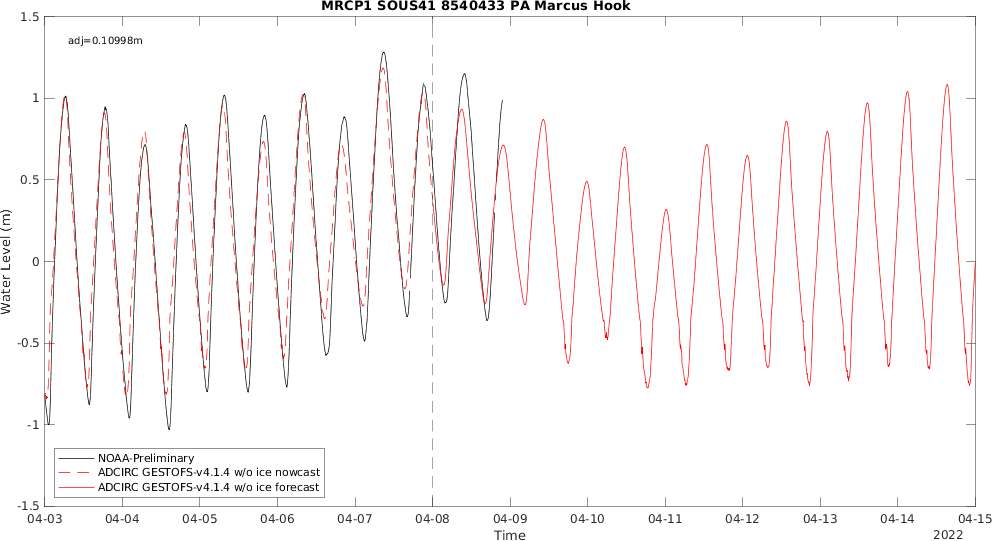 MRCP1 SOUS41 8540433 PA Marcus Hook
adj=0.10998m
Water Level (m)
1.5
1
0.5
0
-0.5
-1
-1.5
NOAA-Preliminary
ADCIRC GESTOFS-v4.1.4 w/o ice nowcast
ADCIRC GESTOFS-v4.1.4 w/o ice forecast
04-03 04-04 04-05 04-06 04-07 04-08 04-09 04-10 04-11 04-12 04-13 04-14 04-15
Time
2022